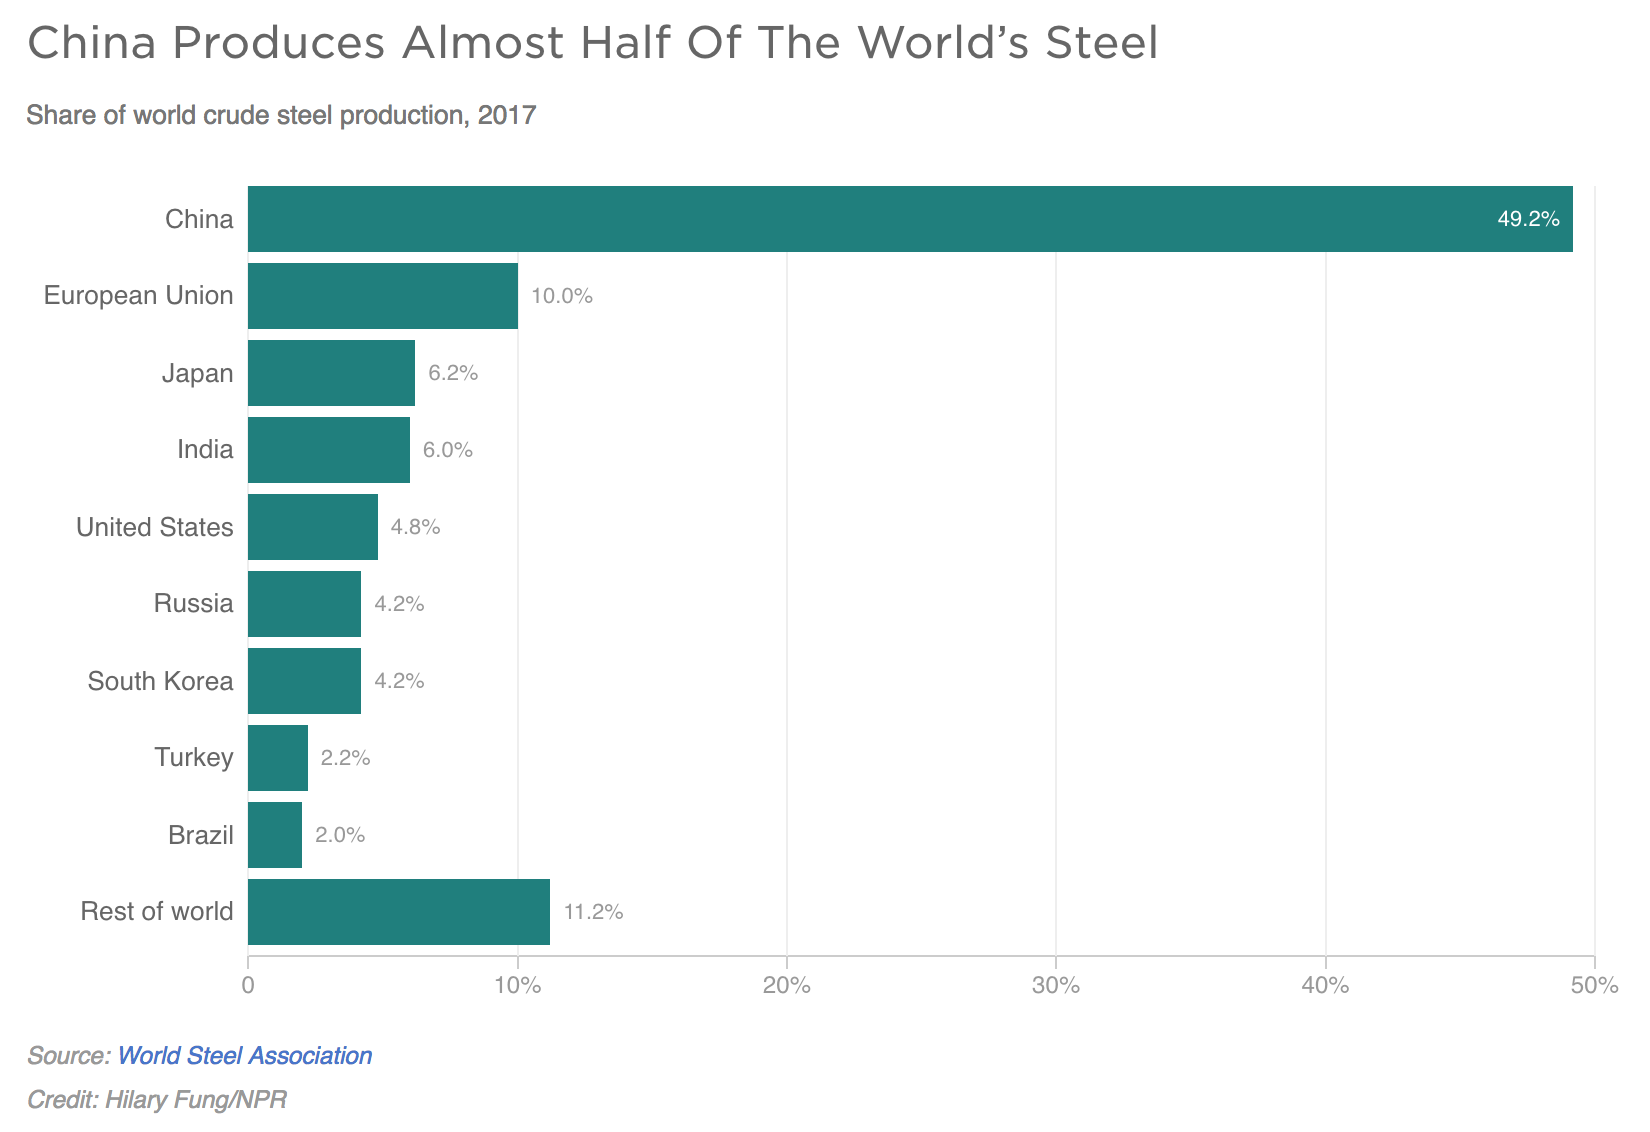 China Produces Almost Half Of The World’s Steel
Share of world crude steel production, 2017
China 49.2%
European Union 10.0%
Japan 6.2%
India 6.0%
United States 4.8%
Russia 4.2%
South Korea 4.2%
Turkey 2.2%
Brazil 2.0%
Rest of world 11.2%
0 10% 20% 30% 40% 50%
Source: World Steel Association
Credit: Hilary Fung/NPR